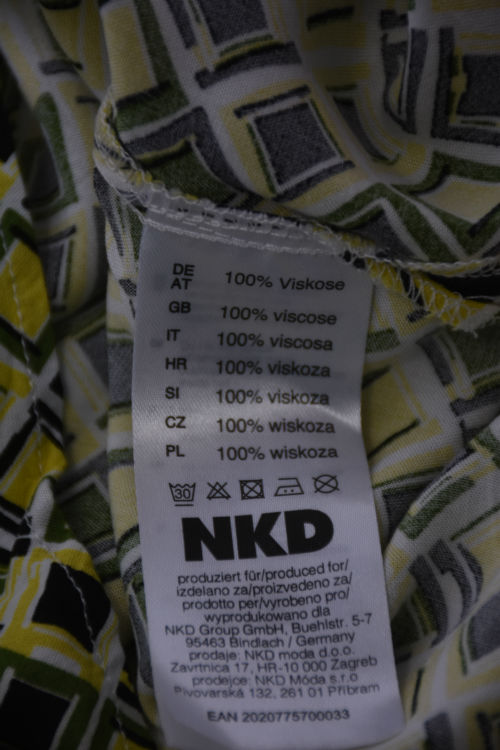 DE AT 100% Viskose
GB 100% viscose
IT 100% viscosa
HR 100% viskoza
SI 100% viskoza
CZ 100% wiskoza
PL 100% wiskoza
30
NKD
produziert für/produced for/
izdelano za/proizvedeno za/
prodotto per/vyrobeno pro/
wyprodukowano dla
NKD Group GmbH, Buehlstr. 5-7
95463 Bindlach / Germany
prodaje: NKD moda d.o.o.
Zavrtnica 17, HR-10 000 Zagreb
prodejce: NKD Móda s.r.o
Pivovarská 132, 261 01 Příbram
EAN 2020775700033